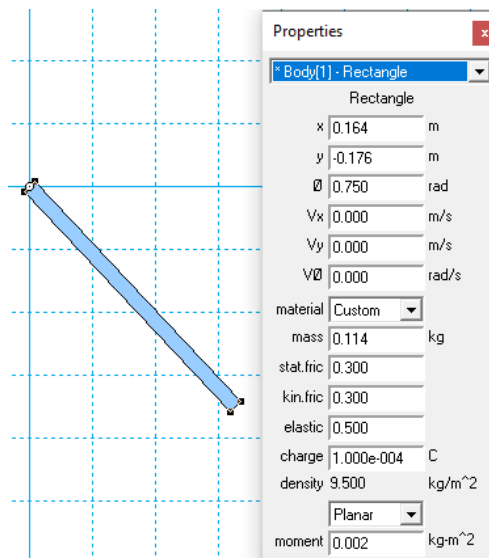 Properties
x
* Body[1] - Rectangle
Rectangle
x 0.164 m
y -0.176 m
Ø 0.750 rad
Vx 0.000 m/s
Vy 0.000 m/s
VØ 0.000 rad/s
material Custom
mass 0.114 kg
stat.fric 0.300
kin.fric 0.300
elastic 0.500
charge 1.000e-004 C
density 9.500 kg/m^2
Planar
moment 0.002 kg-m^2